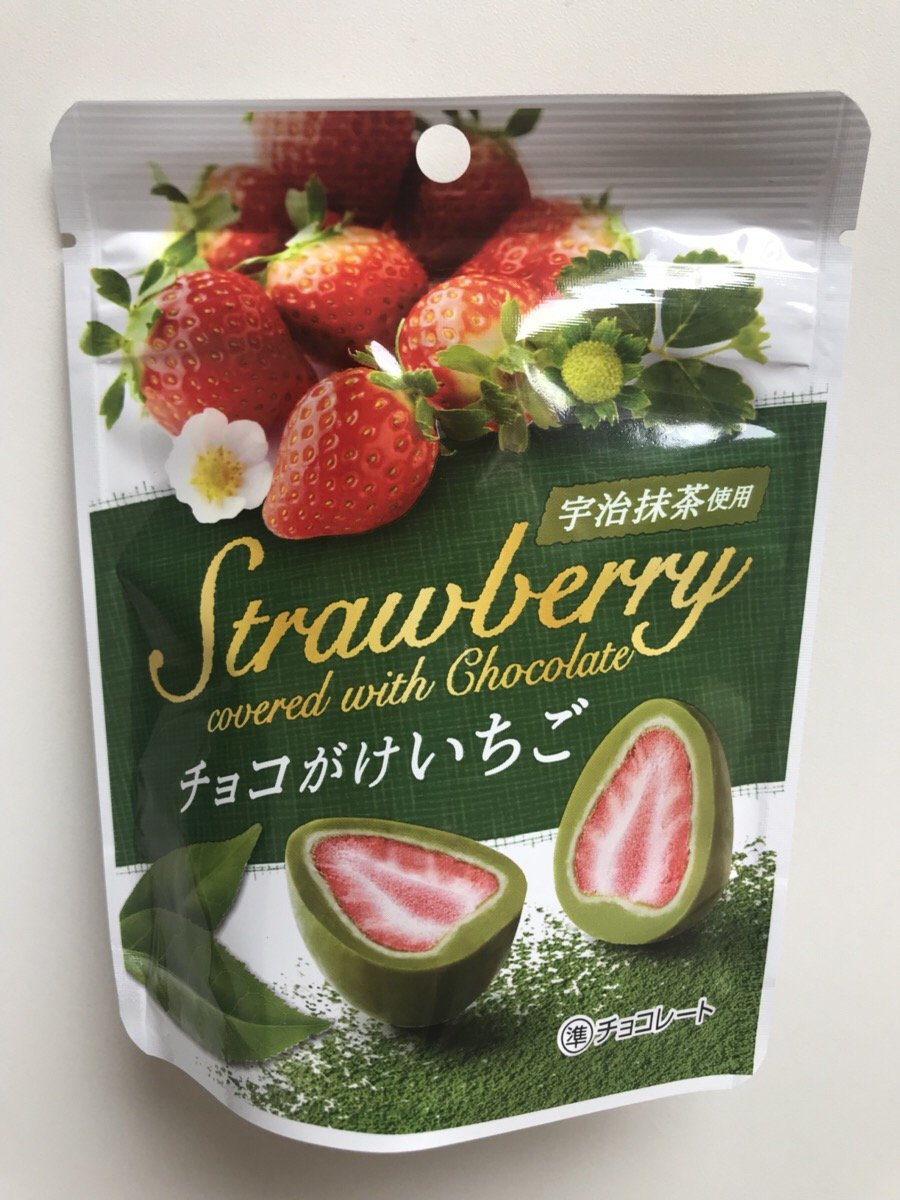 宇治抹茶使用
Strawberry
covered with Chocolate
チョコがけいちご
㊣準チョコレート